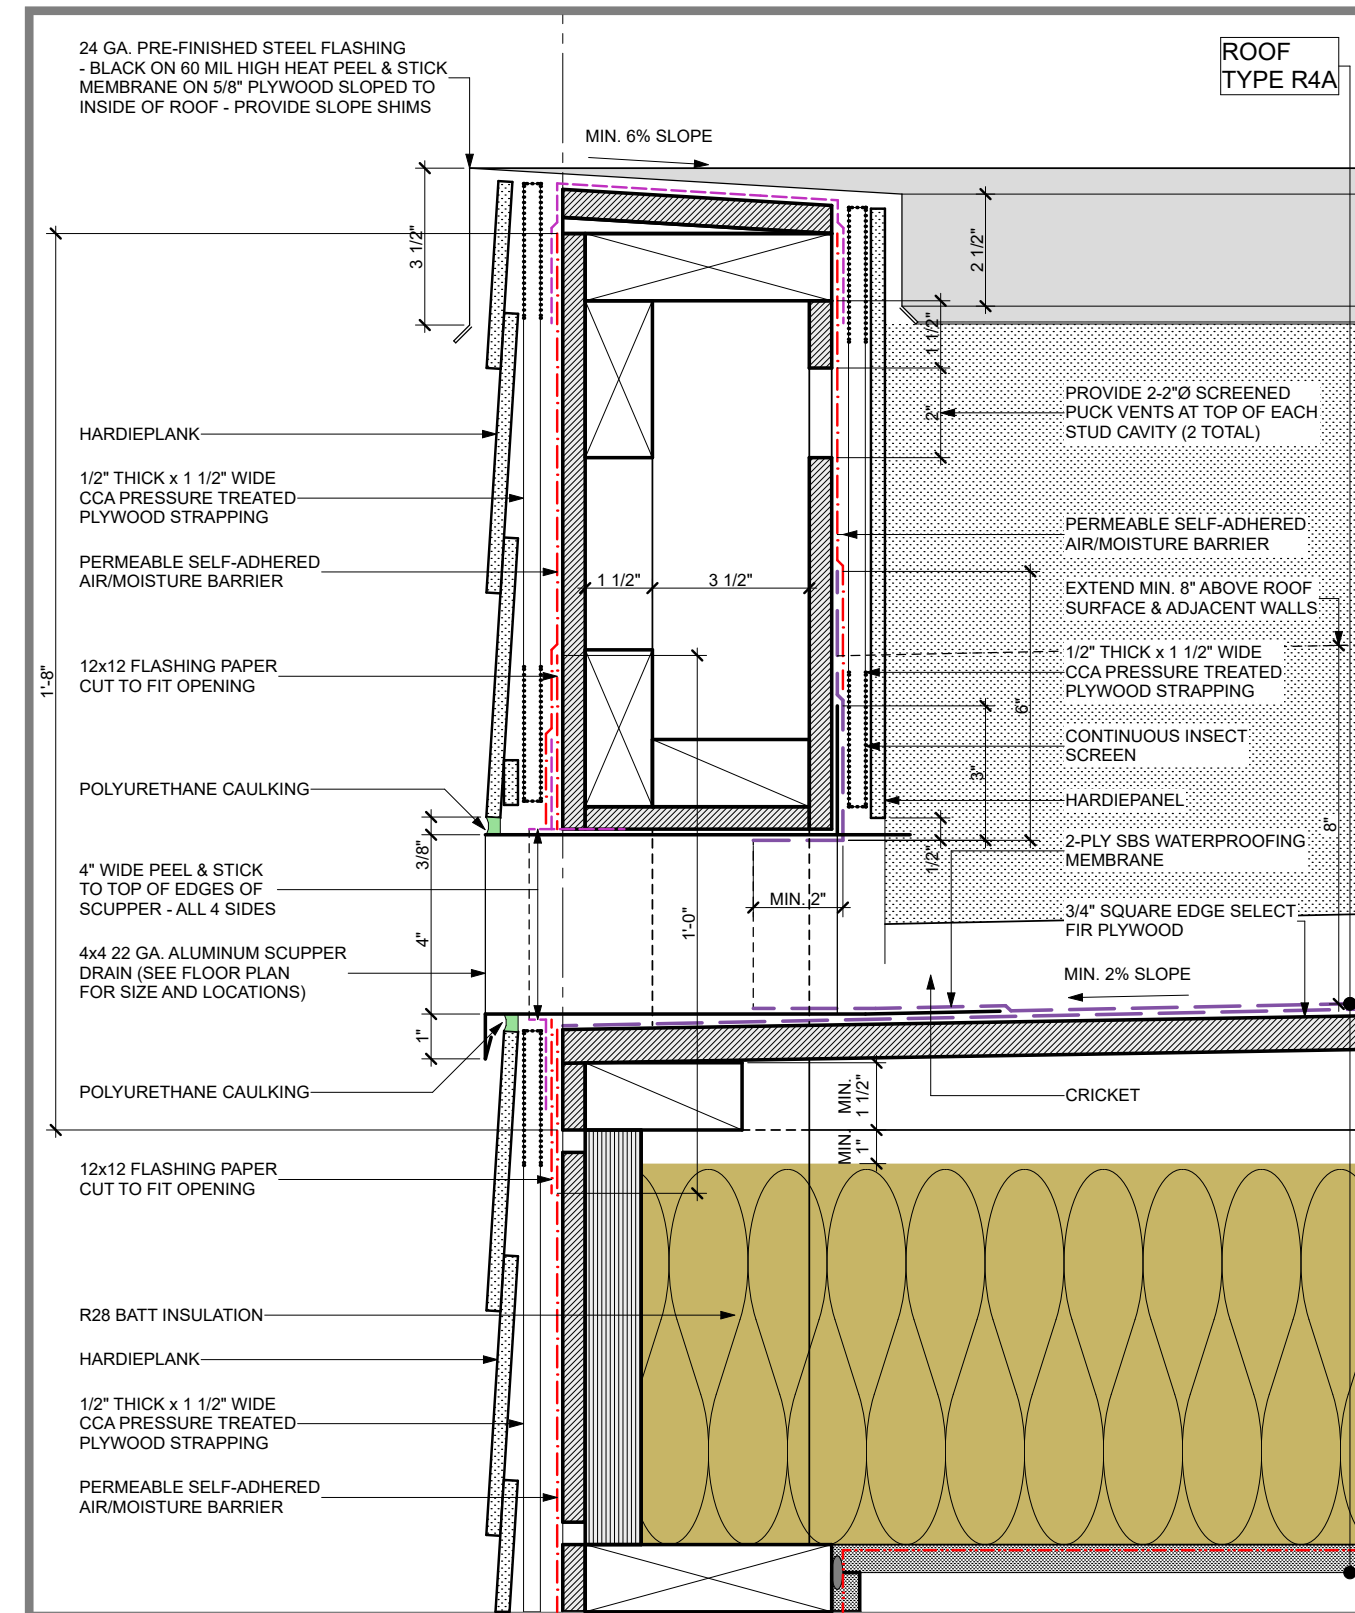 24 GA. PRE-FINISHED STEEL FLASHING
- BLACK ON 60 MIL HIGH HEAT PEEL & STICK
MEMBRANE ON 5/8" PLYWOOD SLOPED TO
INSIDE OF ROOF - PROVIDE SLOPE SHIMS
ROOF
TYPE R4A
MIN. 6% SLOPE
3 1/2"
2 1/2"
1 1/2"
2"
1'-8"
HARDIEPLANK
1/2" THICK x 1 1/2" WIDE
CCA PRESSURE TREATED
PLYWOOD STRAPPING
PERMEABLE SELF-ADHERED
AIR/MOISTURE BARRIER
12x12 FLASHING PAPER
CUT TO FIT OPENING
POLYURETHANE CAULKING
4" WIDE PEEL & STICK
TO TOP OF EDGES OF
SCUPPER - ALL 4 SIDES
4x4 22 GA. ALUMINUM SCUPPER
DRAIN (SEE FLOOR PLAN
FOR SIZE AND LOCATIONS)
POLYURETHANE CAULKING
12x12 FLASHING PAPER
CUT TO FIT OPENING
R28 BATT INSULATION
HARDIEPLANK
1/2" THICK x 1 1/2" WIDE
CCA PRESSURE TREATED
PLYWOOD STRAPPING
PERMEABLE SELF-ADHERED
AIR/MOISTURE BARRIER
1 1/2"
3 1/2"
3/8"
4"
1"
1'-0"
MIN. 2"
1/2"
3"
6"
8"
MIN.
1 1/2"
MIN.
1"
PROVIDE 2-2"Ø SCREENED
PUCK VENTS AT TOP OF EACH
STUD CAVITY (2 TOTAL)
PERMEABLE SELF-ADHERED
AIR/MOISTURE BARRIER
EXTEND MIN. 8" ABOVE ROOF
SURFACE & ADJACENT WALLS
1/2" THICK x 1 1/2" WIDE
CCA PRESSURE TREATED
PLYWOOD STRAPPING
CONTINUOUS INSECT
SCREEN
HARDIEPANEL
2-PLY SBS WATERPROOFING
MEMBRANE
3/4" SQUARE EDGE SELECT
FIR PLYWOOD
MIN. 2% SLOPE
CRICKET